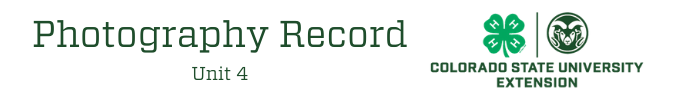 Photography Record
Unit 4
H H H H
COLORADO STATE UNIVERSITY
EXTENSION